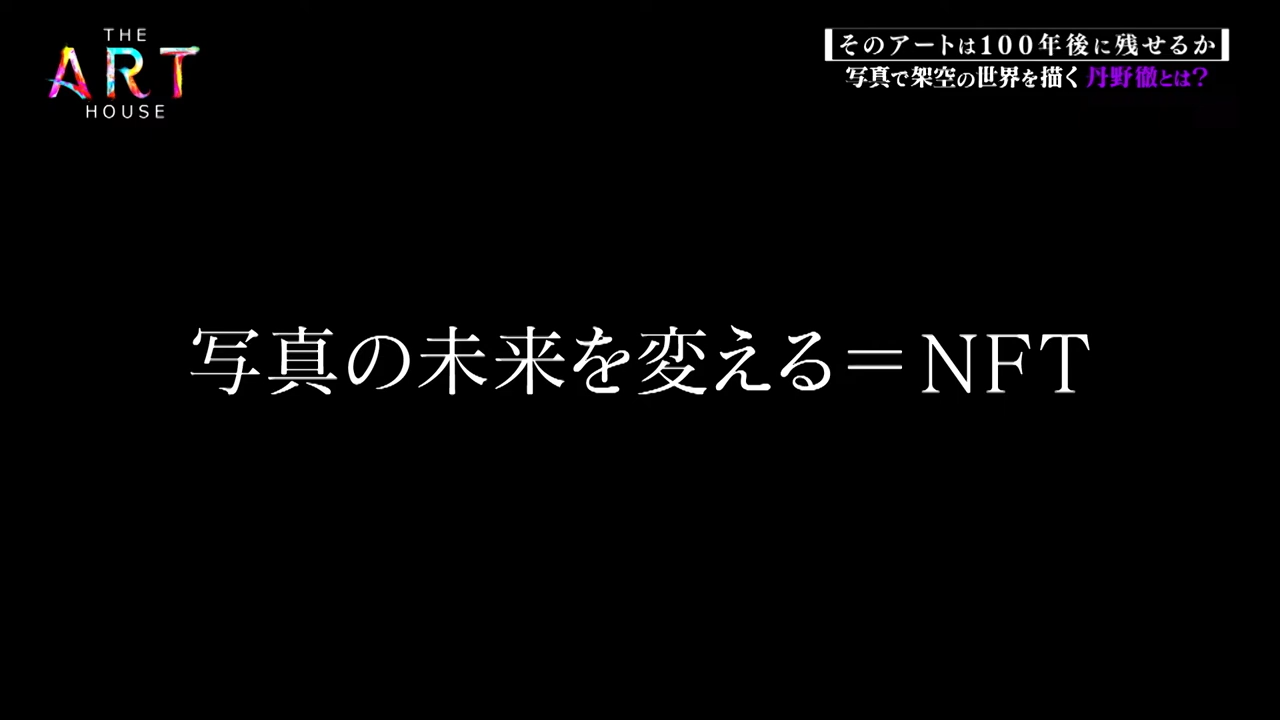 THE
ART
HOUSE
そのアートは100年後に残せるか
写真で架空の世界を描く 丹野徹とは?
写真の未来を変える=NFT